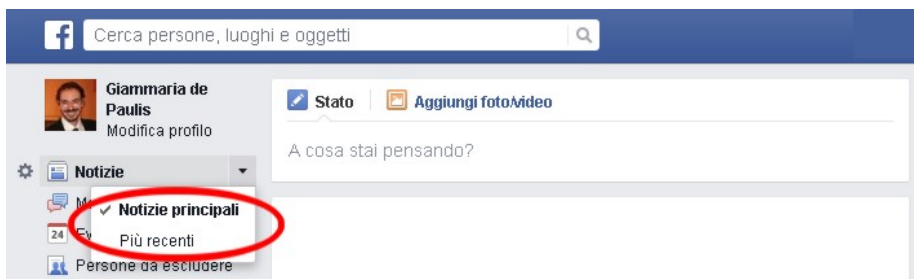 f
Cerca persone, luoghi e oggetti
Giammaria de
Paulis
Modifica profilo
Stato
Aggiungi foto/video
A cosa stai pensando?
Notizie
Notizie principali
24
Più recenti
Persone da escludere